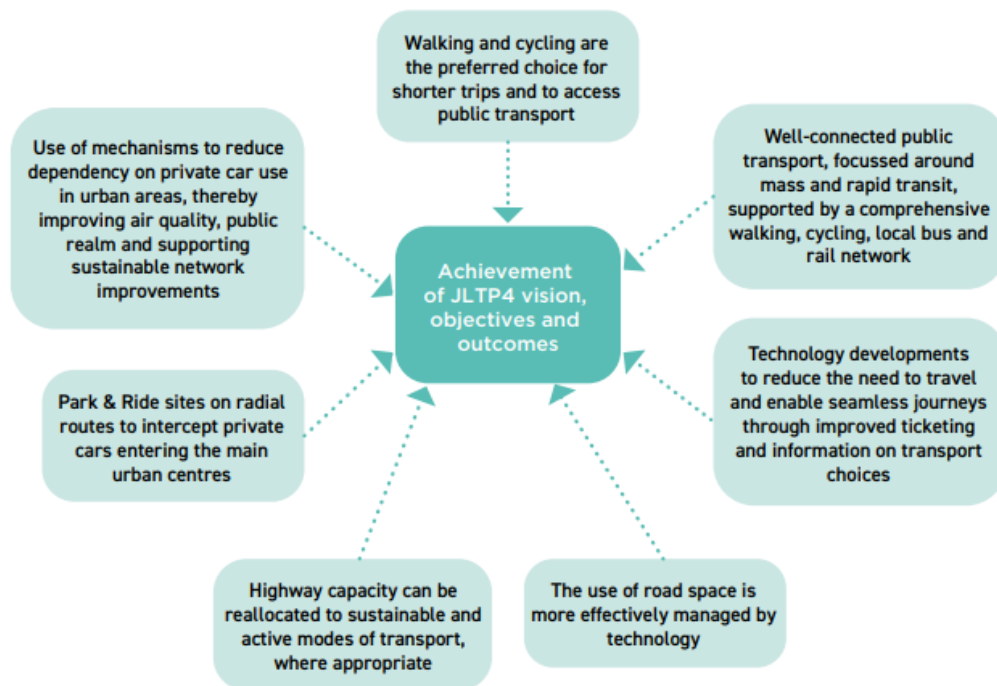 Walking and cycling are
the preferred choice for
shorter trips and to access
public transport
Use of mechanisms to reduce
dependency on private car use
in urban areas, thereby
improving air quality, public
realm and supporting
sustainable network
improvements
Well-connected public
transport, focussed around
mass and rapid transit,
supported by a comprehensive
walking, cycling, local bus and
rail network
Achievement
of JLTP4 vision,
objectives and
outcomes
Park & Ride sites on radial
routes to intercept private
cars entering the main
urban centres
Technology developments
to reduce the need to travel
and enable seamless journeys
through improved ticketing
and information on transport
choices
Highway capacity can be
reallocated to sustainable and
active modes of transport,
where appropriate
The use of road space is
more effectively managed by
technology